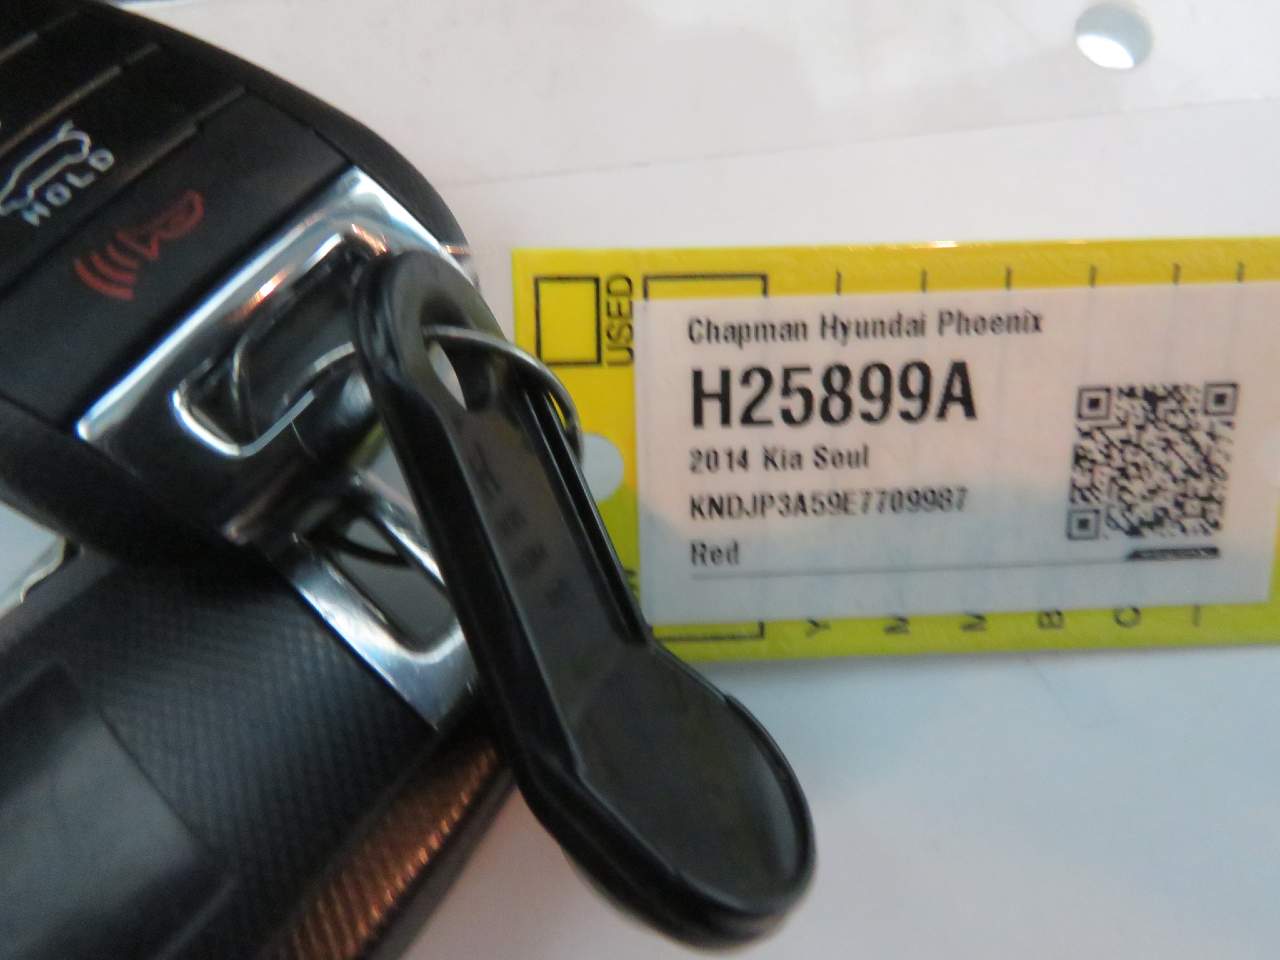 HOLD
USED
Chapman Hyundai Phoenix
H25899A
2014 Kia Soul
KNDJP3A59E7709987
Red
Y
M
M
B
C